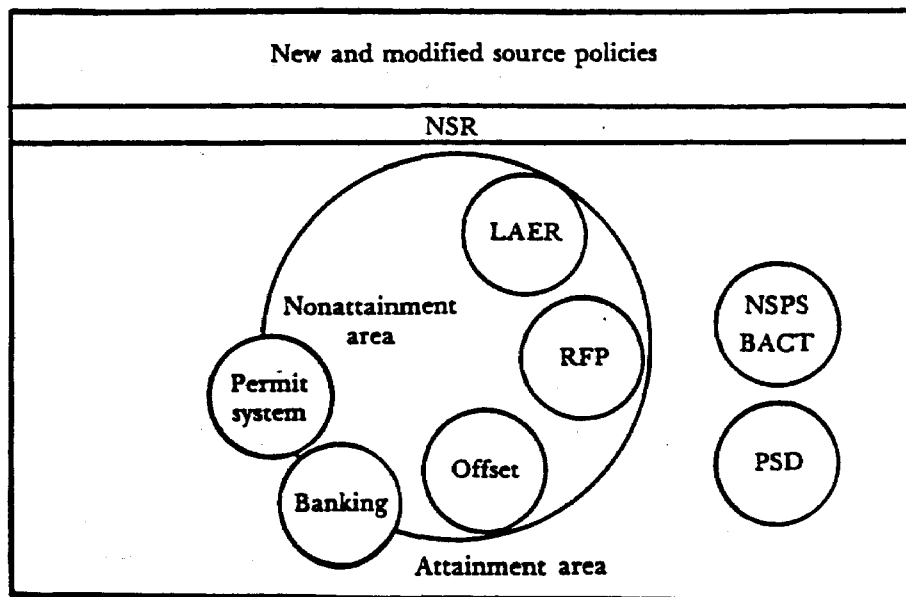 New and modified source policies
NSR
LAER
Nonattainment
area
RFP
NSPS
BACT
Permit
system
Offset
PSD
Banking
Attainment area